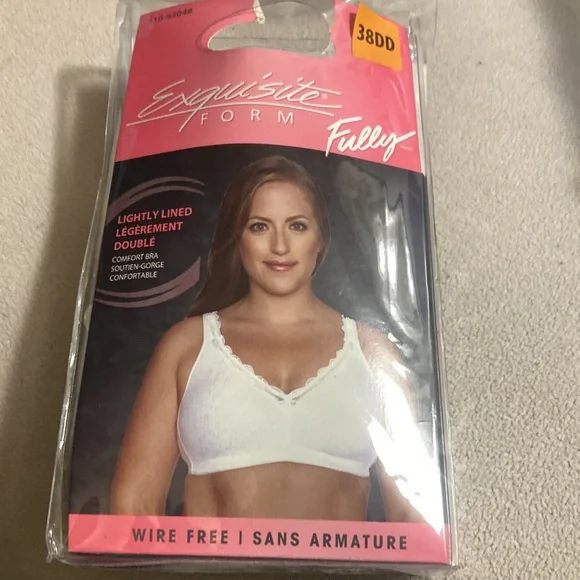 38DD
Exquisite
FORM
Fully
LIGHTLY LINED
LÉGÈREMENT
DOUBLÉ
COMFORT BRA
SOUTIEN-GORGE
CONFORTABLE
WIRE FREE | SANS ARMATURE